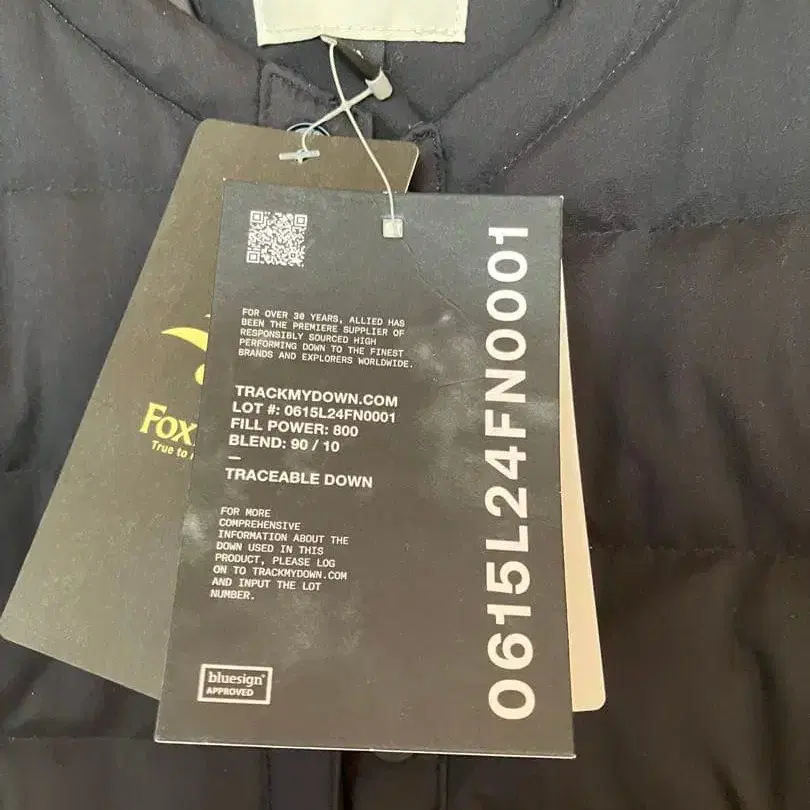 FOR OVER 30 YEARS, ALLIED HAS
BEEN THE PREMIERE SUPPLIER OF
RESPONSIBLY SOURCED HIGH
PERFORMING DOWN TO THE FINEST
BRANDS AND EXPLORERS WORLDWIDE.
TRACKMYDOWN.COM
LOT #: 0615L24FN0001
FILL POWER: 800
BLEND: 90 / 10
—
TRACEABLE DOWN
FOR MORE
COMPREHENSIVE
INFORMATION ABOUT THE
DOWN USED IN THIS
PRODUCT, PLEASE LOG
ON TO TRACKMYDOWN.COM
AND INPUT THE LOT
NUMBER.
bluesign®
APPROVED
0615L24FN0001
Fox
True to